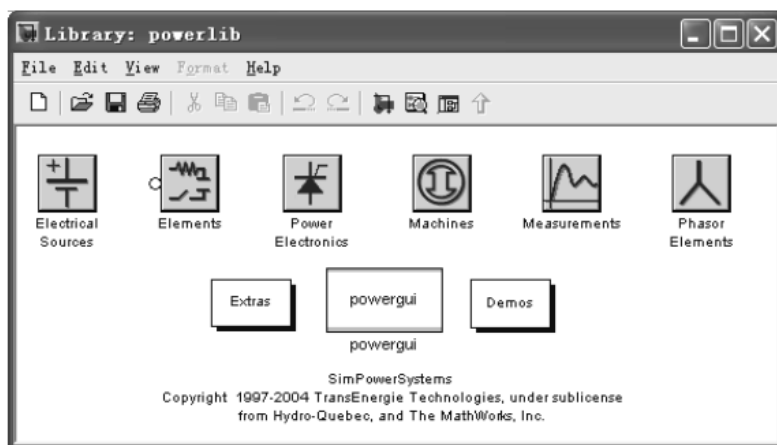 Library: powerlib
File Edit View Format Help
Electrical Sources
Elements
Power Electronics
Machines
Measurements
Phasor Elements
Extras
powergui
Demos
powergui
SimPowerSystems
Copyright 1997-2004 TransEnergie Technologies, under sublicense
from Hydro-Quebec, and The MathWorks, Inc.